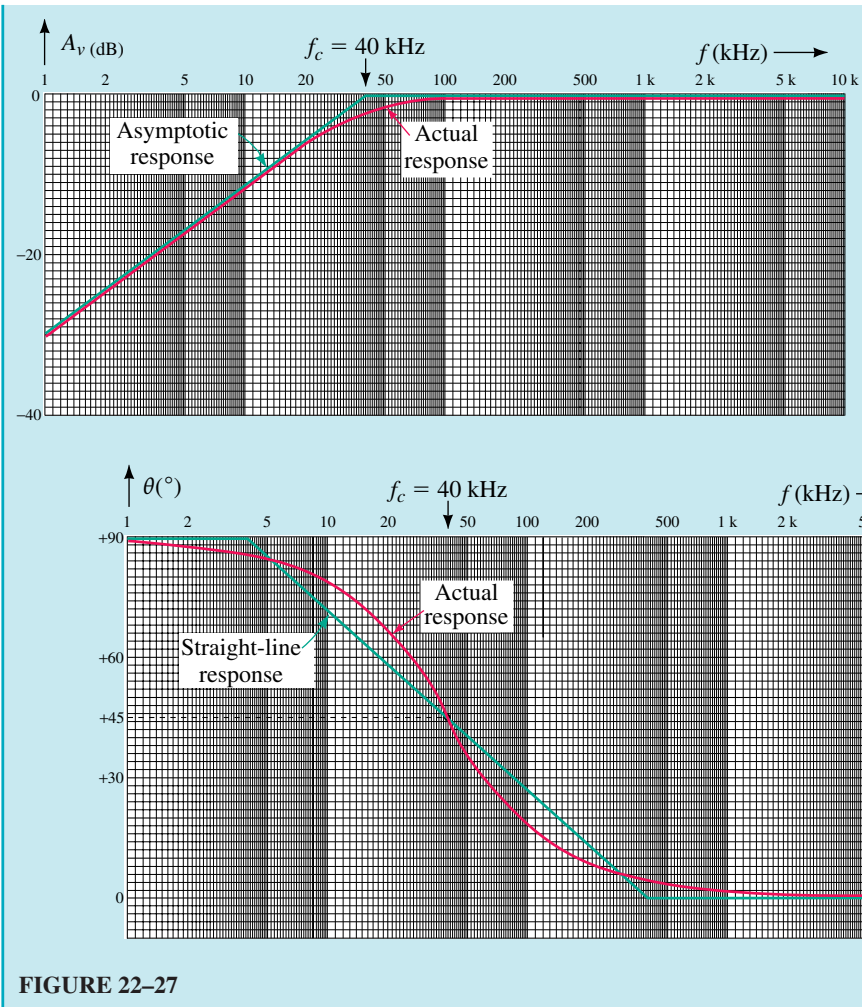 A_v (dB)
f_c = 40 kHz
f (kHz)
1 2 5 10 20 50 100 200 500 1 k 2 k 5 k 10 k
0
Asymptotic
response
Actual
response
–20
–40
θ(°)
f_c = 40 kHz
f (kHz)
1 2 5 10 20 50 100 200 500 1 k 2 k 5
+90
Actual
response
Straight-line
response
+60
+45
+30
0
FIGURE 22–27